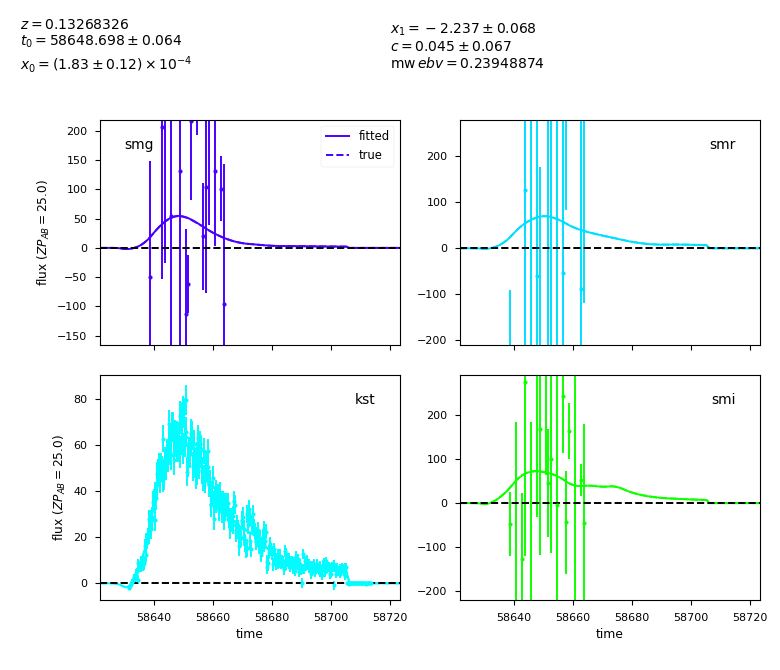 z = 0.13268326
t₀ = 58648.698 ± 0.064
x₀ = (1.83 ± 0.12) × 10⁻⁴
x₁ = −2.237 ± 0.068
c = 0.045 ± 0.067
mw ebv = 0.23948874
smg
fitted
true
200
150
100
50
0
−50
−100
−150
flux (ZP_AB = 25.0)
smr
200
100
0
−100
−200
kst
80
60
40
20
0
flux (ZP_AB = 25.0)
58640 58660 58680 58700 58720
time
smi
200
100
0
−100
−200
58640 58660 58680 58700 58720
time